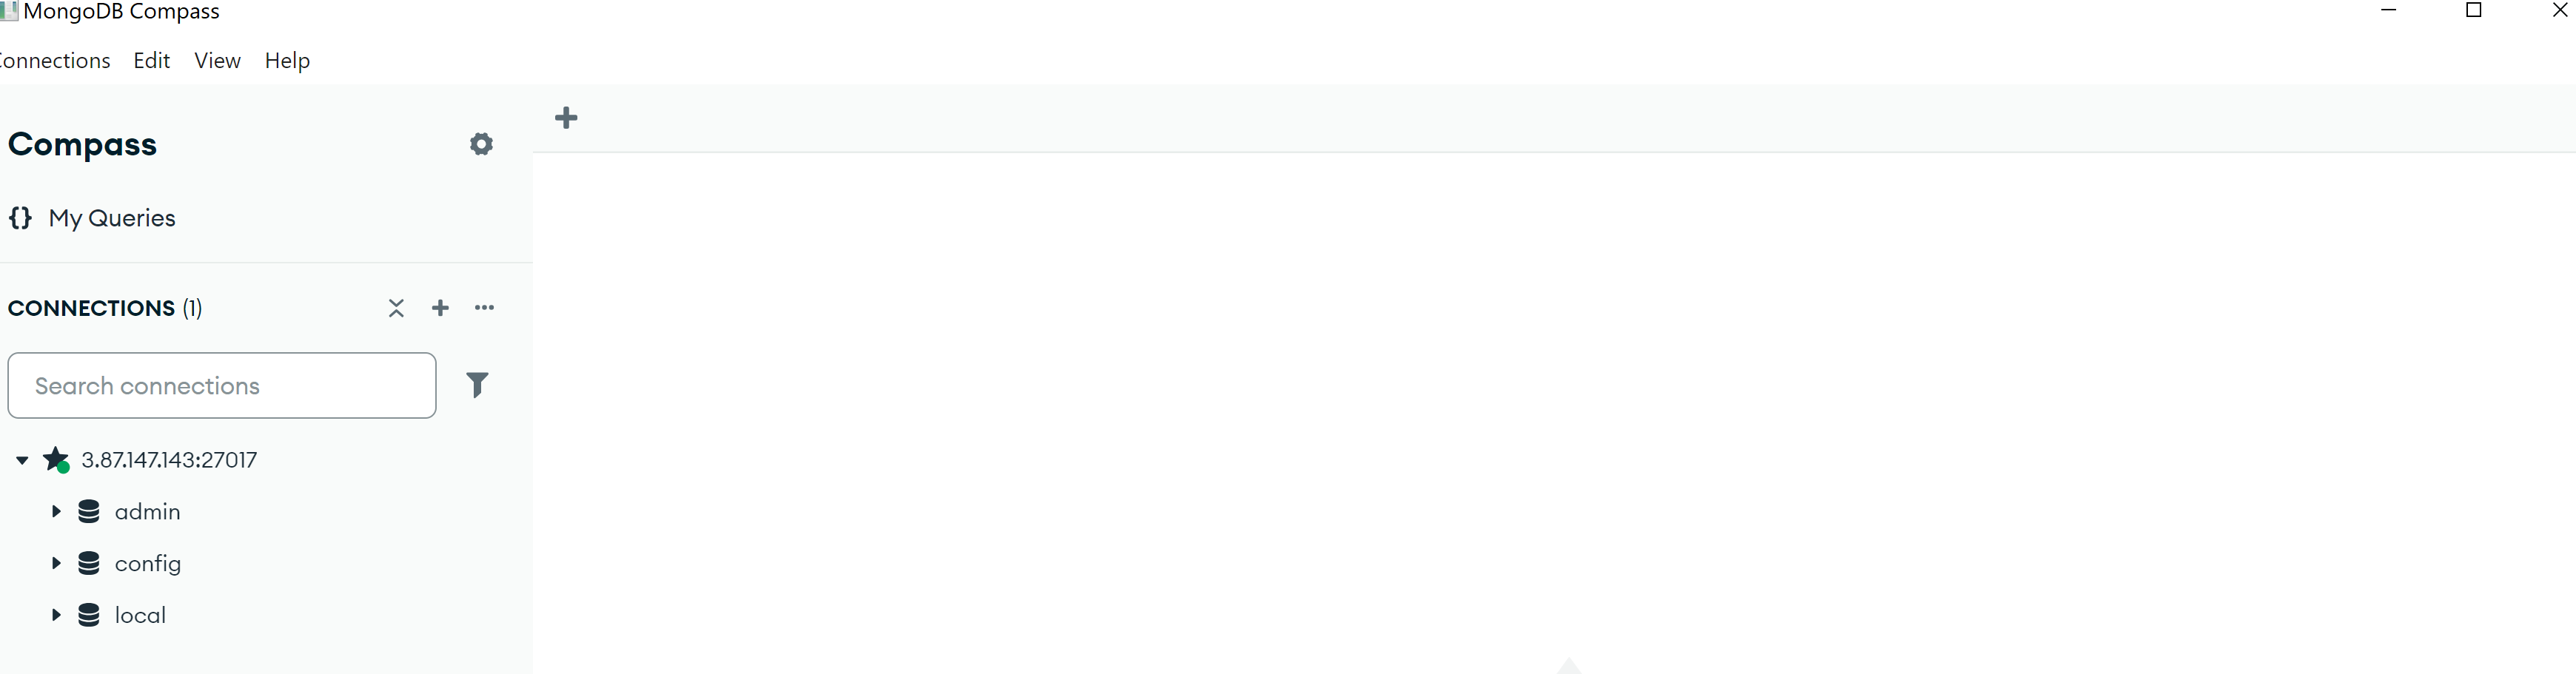 MongoDB Compass
Connections Edit View Help
Compass
{} My Queries
CONNECTIONS (1)
Search connections
3.87.147.143:27017
admin
config
local